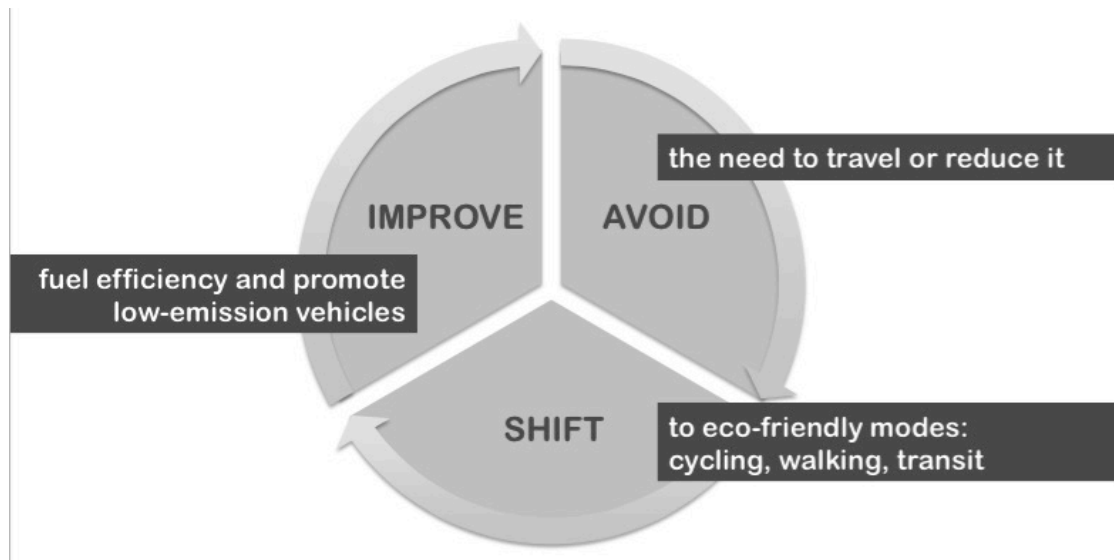 the need to travel or reduce it
IMPROVE
AVOID
fuel efficiency and promote
low-emission vehicles
SHIFT
to eco-friendly modes:
cycling, walking, transit